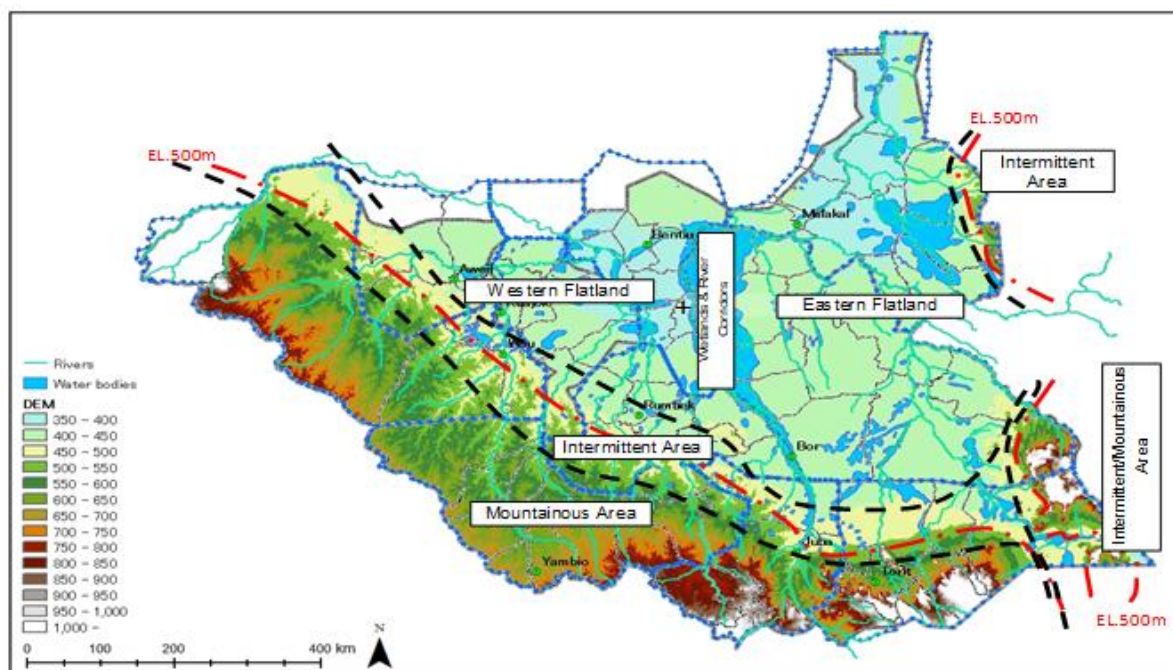 EL.500m
EL.500m
Intermittent
Area
Malakal
Bentiu
Aweil
Western Flatland
Eastern Flatland
Wetlands & River
Corridors
Wau
Rumbek
Bor
Intermittent Area
Intermittent/Mountainous
Area
Mountainous Area
Juba
Torit
Yambio
EL.500m
Rivers
Water bodies
DEM
350 - 400
400 - 450
450 - 500
500 - 550
550 - 600
600 - 650
650 - 700
700 - 750
750 - 800
800 - 850
850 - 900
900 - 950
950 - 1,000
1,000 -
0 100 200 400 km
N